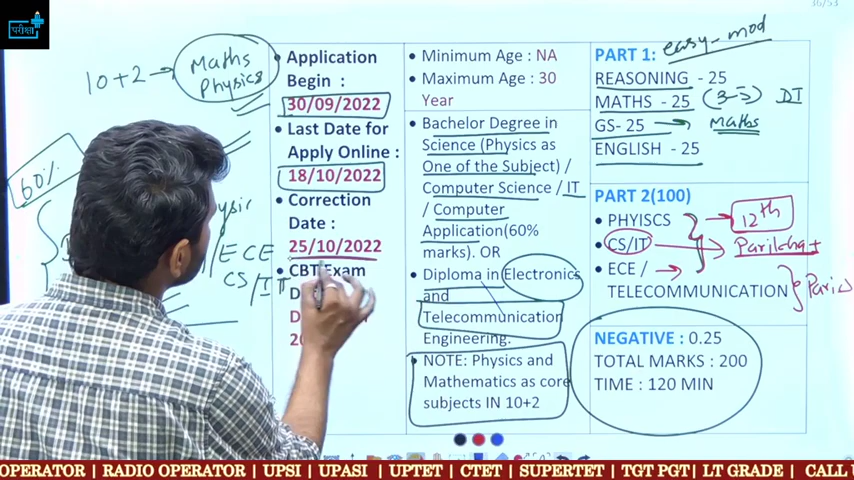 36/53
परीक्षा
10+2 → Maths
Physics
60%
ECE
CS/IT
Application
Begin :
30/09/2022
Last Date for
Apply Online :
18/10/2022
Correction
Date :
25/10/2022
CBT Exam
Minimum Age : NA
Maximum Age : 30
Year
Bachelor Degree in
Science (Physics as
One of the Subject) /
Computer Science / IT
/ Computer
Application(60%
marks). OR
Diploma in Electronics
and
Telecommunication
Engineering.
NOTE: Physics and
Mathematics as core
subjects IN 10+2
PART 1: easy-mod
REASONING - 25
MATHS - 25 DI
GS- 25 → Maths
ENGLISH - 25
PART 2(100)
PHYISCS → 12th
CS/IT → Parikcha+
ECE /
TELECOMMUNICATION
NEGATIVE : 0.25
TOTAL MARKS : 200
TIME : 120 MIN
OPERATOR | RADIO OPERATOR | UPSI | UPASI | UPTET | CTET | SUPERTET | TGT PGT| LT GRADE | CALL U